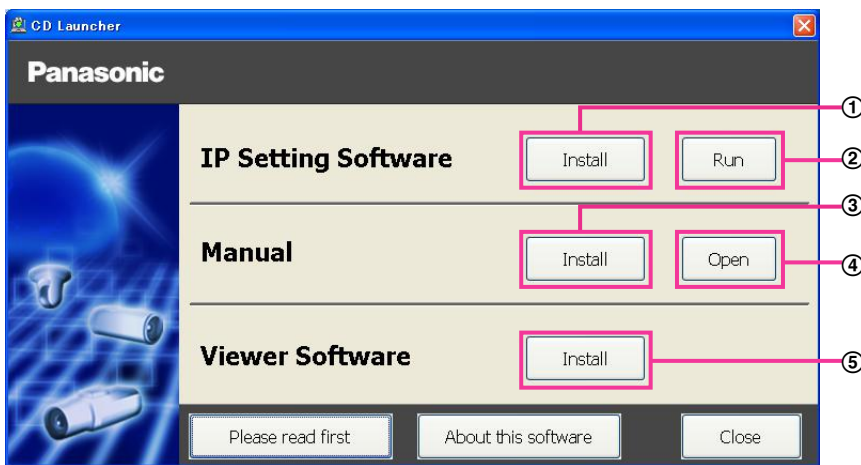 CD Launcher
Panasonic
①
IP Setting Software Install Run ②
③
Manual Install Open ④
Viewer Software Install ⑤
Please read first About this software Close